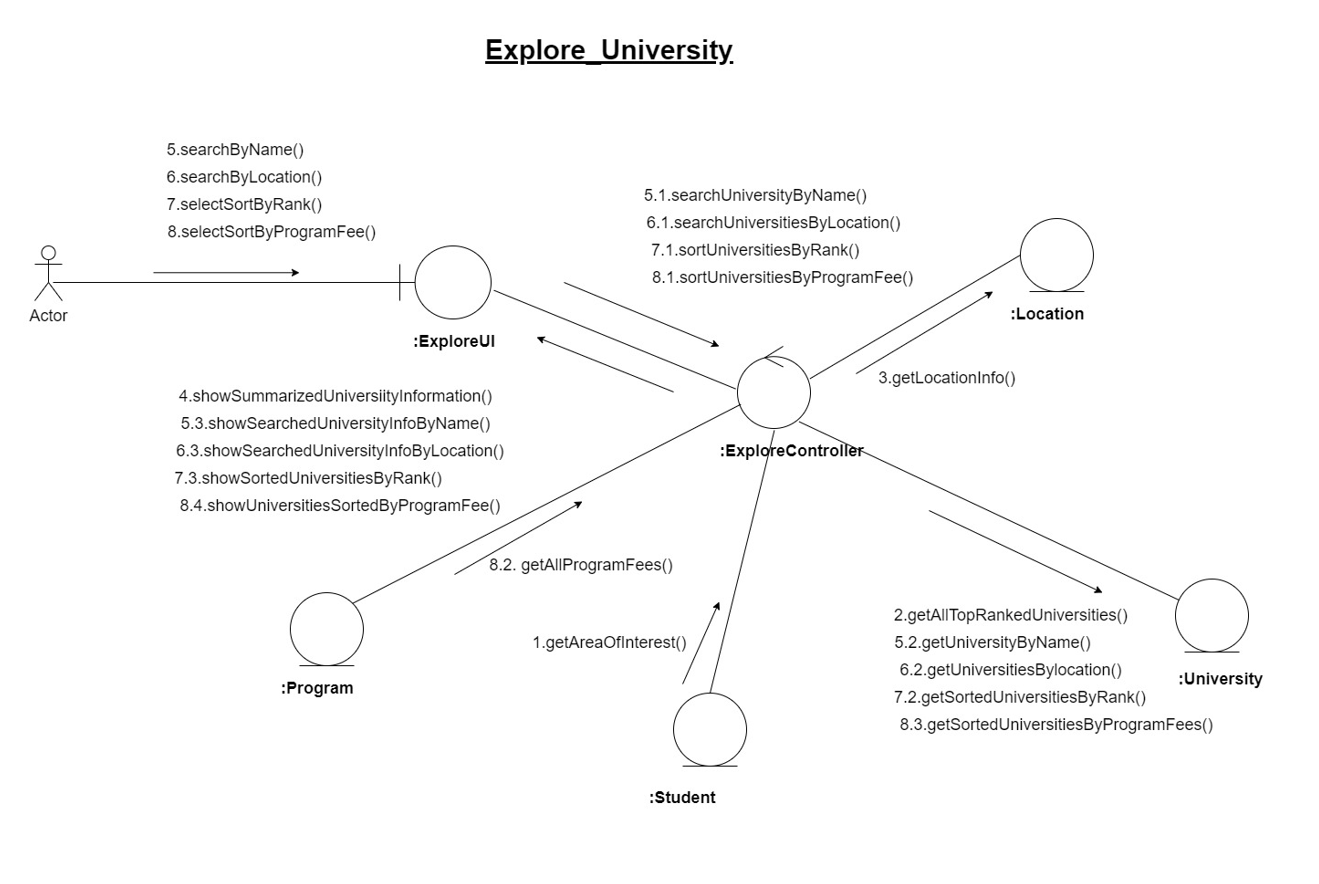 Explore_University
5.searchByName()
6.searchByLocation()
7.selectSortByRank()
8.selectSortByProgramFee()
5.1.searchUniversityByName()
6.1.searchUniversitiesByLocation()
7.1.sortUniversitiesByRank()
8.1.sortUniversitiesByProgramFee()
Actor
:ExploreUI
:Location
3.getLocationInfo()
4.showSummarizedUniversiityInformation()
5.3.showSearchedUniversityInfoByName()
6.3.showSearchedUniversityInfoByLocation()
7.3.showSortedUniversitiesByRank()
8.4.showUniversitiesSortedByProgramFee()
:ExploreController
8.2. getAllProgramFees()
1.getAreaOfInterest()
2.getAllTopRankedUniversities()
5.2.getUniversityByName()
6.2.getUniversitiesBylocation()
7.2.getSortedUniversitiesByRank()
8.3.getSortedUniversitiesByProgramFees()
:University
:Program
:Student